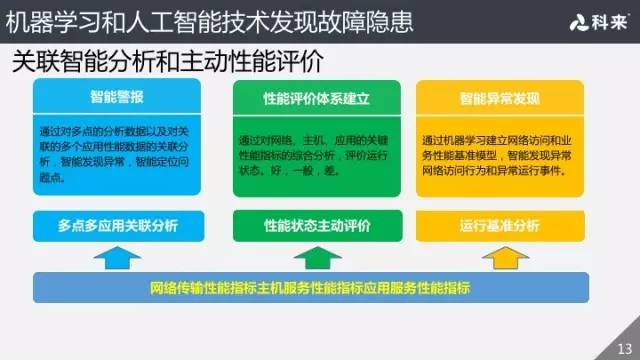 机器学习和人工智能技术发现故障隐患
科来
关联智能分析和主动性能评价
智能警报
通过对多点的分析数据以及对关
联的多个应用性能数据的关联分
析，智能发现异常，智能定位问
题点。
多点多应用关联分析
性能评价体系建立
通过对网络、主机、应用的关键
性能指标的综合分析，评价运行
状态。好，一般，差。
性能状态主动评价
智能异常发现
通过机器学习建立网络访问和业
务性能基准模型，智能发现异常
网络访问行为和异常运行事件。
运行基准分析
网络传输性能指标主机服务性能指标应用服务性能指标
13